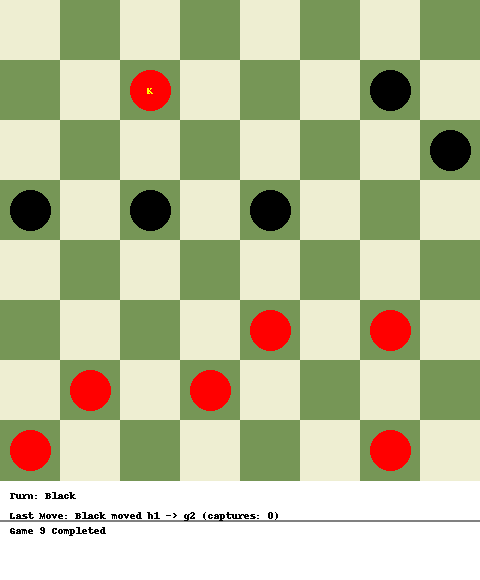 K
Turn: Black
Last Move: Black moved h1 -> g2 (captures: 0)
Game 9 Completed